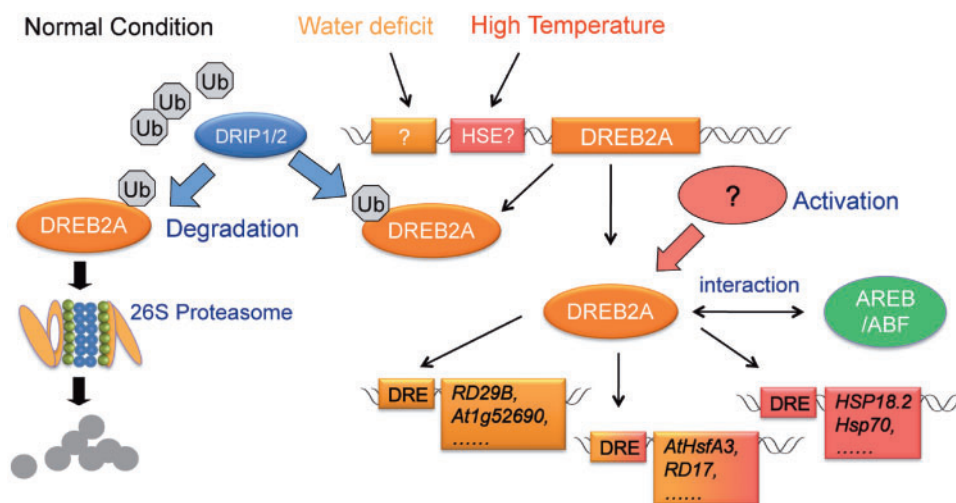 Normal Condition
Water deficit
High Temperature
Ub
Ub
Ub
DRIP1/2
?
HSE?
DREB2A
Ub
DREB2A
Degradation
Ub
DREB2A
?
Activation
26S Proteasome
DREB2A
interaction
AREB
/ABF
DRE
RD29B,
At1g52690,
......
DRE
AtHsfA3,
RD17,
......
DRE
HSP18.2
Hsp70,
......